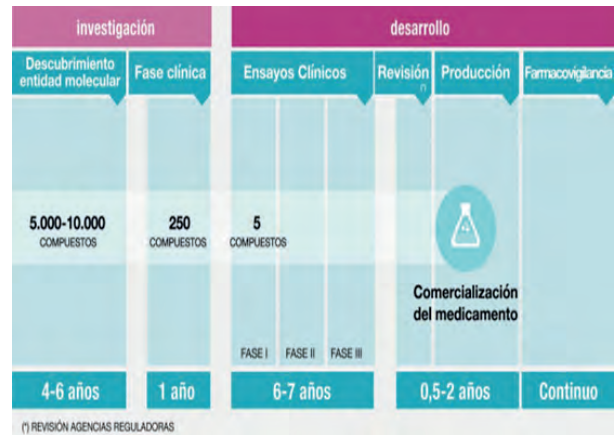 investigación
desarrollo
Descubrimiento
entidad molecular
Fase clínica
Ensayos Clínicos
Revisión
(*)
Producción
Farmacovigilancia
5.000-10.000
COMPUESTOS
250
COMPUESTOS
5
COMPUESTOS
Comercialización
del medicamento
FASE I
FASE II
FASE III
4-6 años
1 año
6-7 años
0,5-2 años
Continuo
(*) REVISIÓN AGENCIAS REGULADORAS